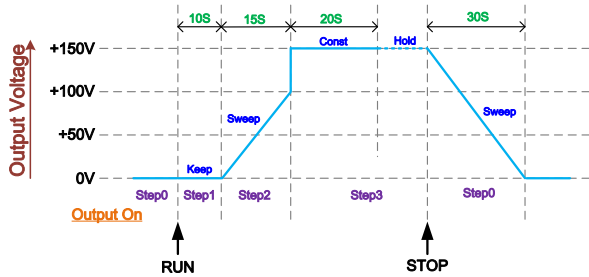 10S 15S 20S 30S
+150V Const Hold
+100V
Sweep Sweep
+50V
Keep
0V
Output Voltage
Step0 Step1 Step2 Step3 Step0
Output On
RUN STOP